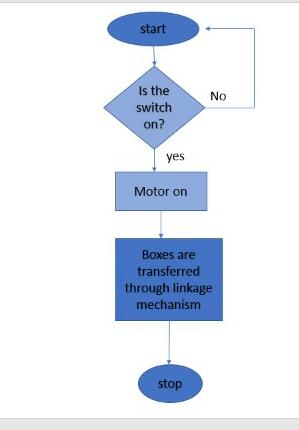 start
Is the
switch
on?
No
yes
Motor on
Boxes are
transferred
through linkage
mechanism
stop